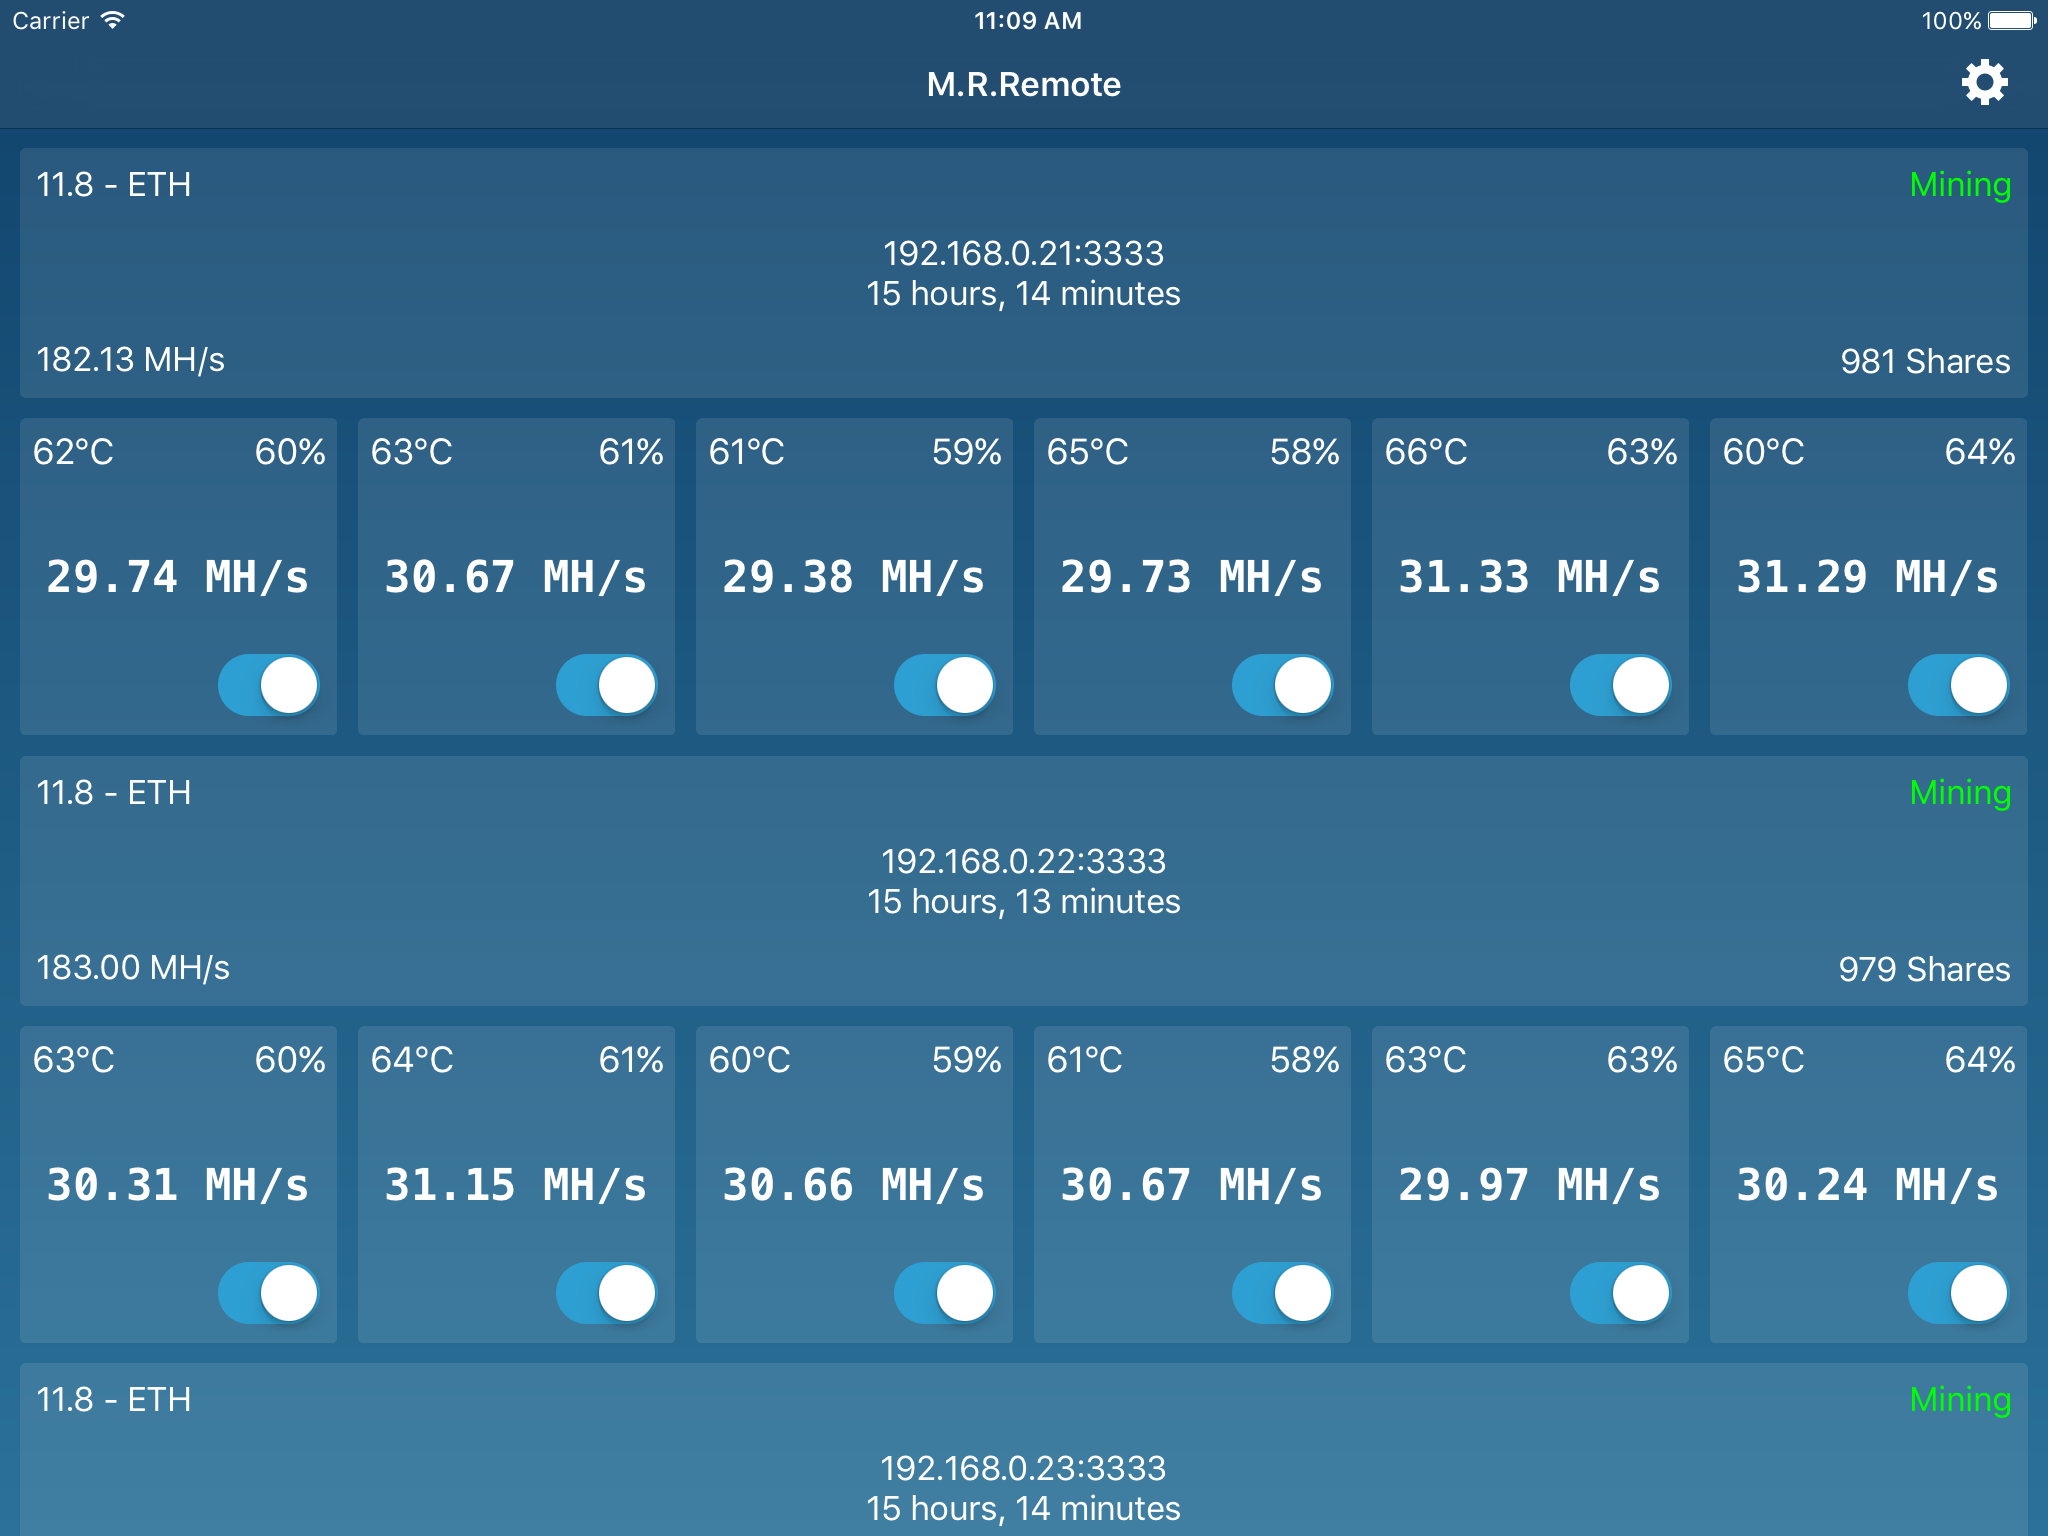 Carrier 11:09 AM 100%
M.R.Remote
11.8 - ETH Mining
192.168.0.21:3333
15 hours, 14 minutes
182.13 MH/s 981 Shares
62°C 60% 63°C 61% 61°C 59% 65°C 58% 66°C 63% 60°C 64%
29.74 MH/s 30.67 MH/s 29.38 MH/s 29.73 MH/s 31.33 MH/s 31.29 MH/s
11.8 - ETH Mining
192.168.0.22:3333
15 hours, 13 minutes
183.00 MH/s 979 Shares
63°C 60% 64°C 61% 60°C 59% 61°C 58% 63°C 63% 65°C 64%
30.31 MH/s 31.15 MH/s 30.66 MH/s 30.67 MH/s 29.97 MH/s 30.24 MH/s
11.8 - ETH Mining
192.168.0.23:3333
15 hours, 14 minutes